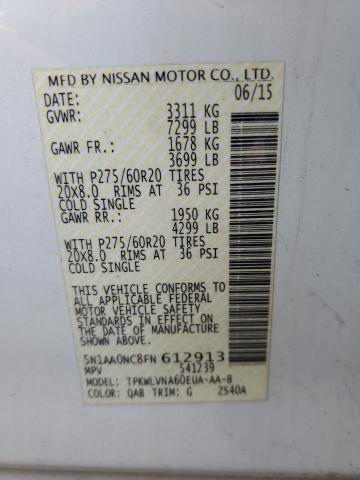 MFD BY NISSAN MOTOR CO., LTD.
DATE: 06/15
GVWR: 3311 KG
7299 LB
GAWR FR.: 1678 KG
3699 LB
WITH P275/60R20 TIRES
20X8.0 RIMS AT 36 PSI
COLD SINGLE
GAWR RR.: 1950 KG
4299 LB
WITH P275/60R20 TIRES
20X8.0 RIMS AT 36 PSI
COLD SINGLE
THIS VEHICLE CONFORMS TO
ALL APPLICABLE FEDERAL
MOTOR VEHICLE SAFETY
STANDARDS IN EFFECT ON
THE DATE OF MANUFACTURE
SHOWN ABOVE.
5N1AA0NC8FN 612913
MPV 541239
MODEL: TPKWLVNA60EUA-AA-B
COLOR: QAB TRIM: G ZS40A